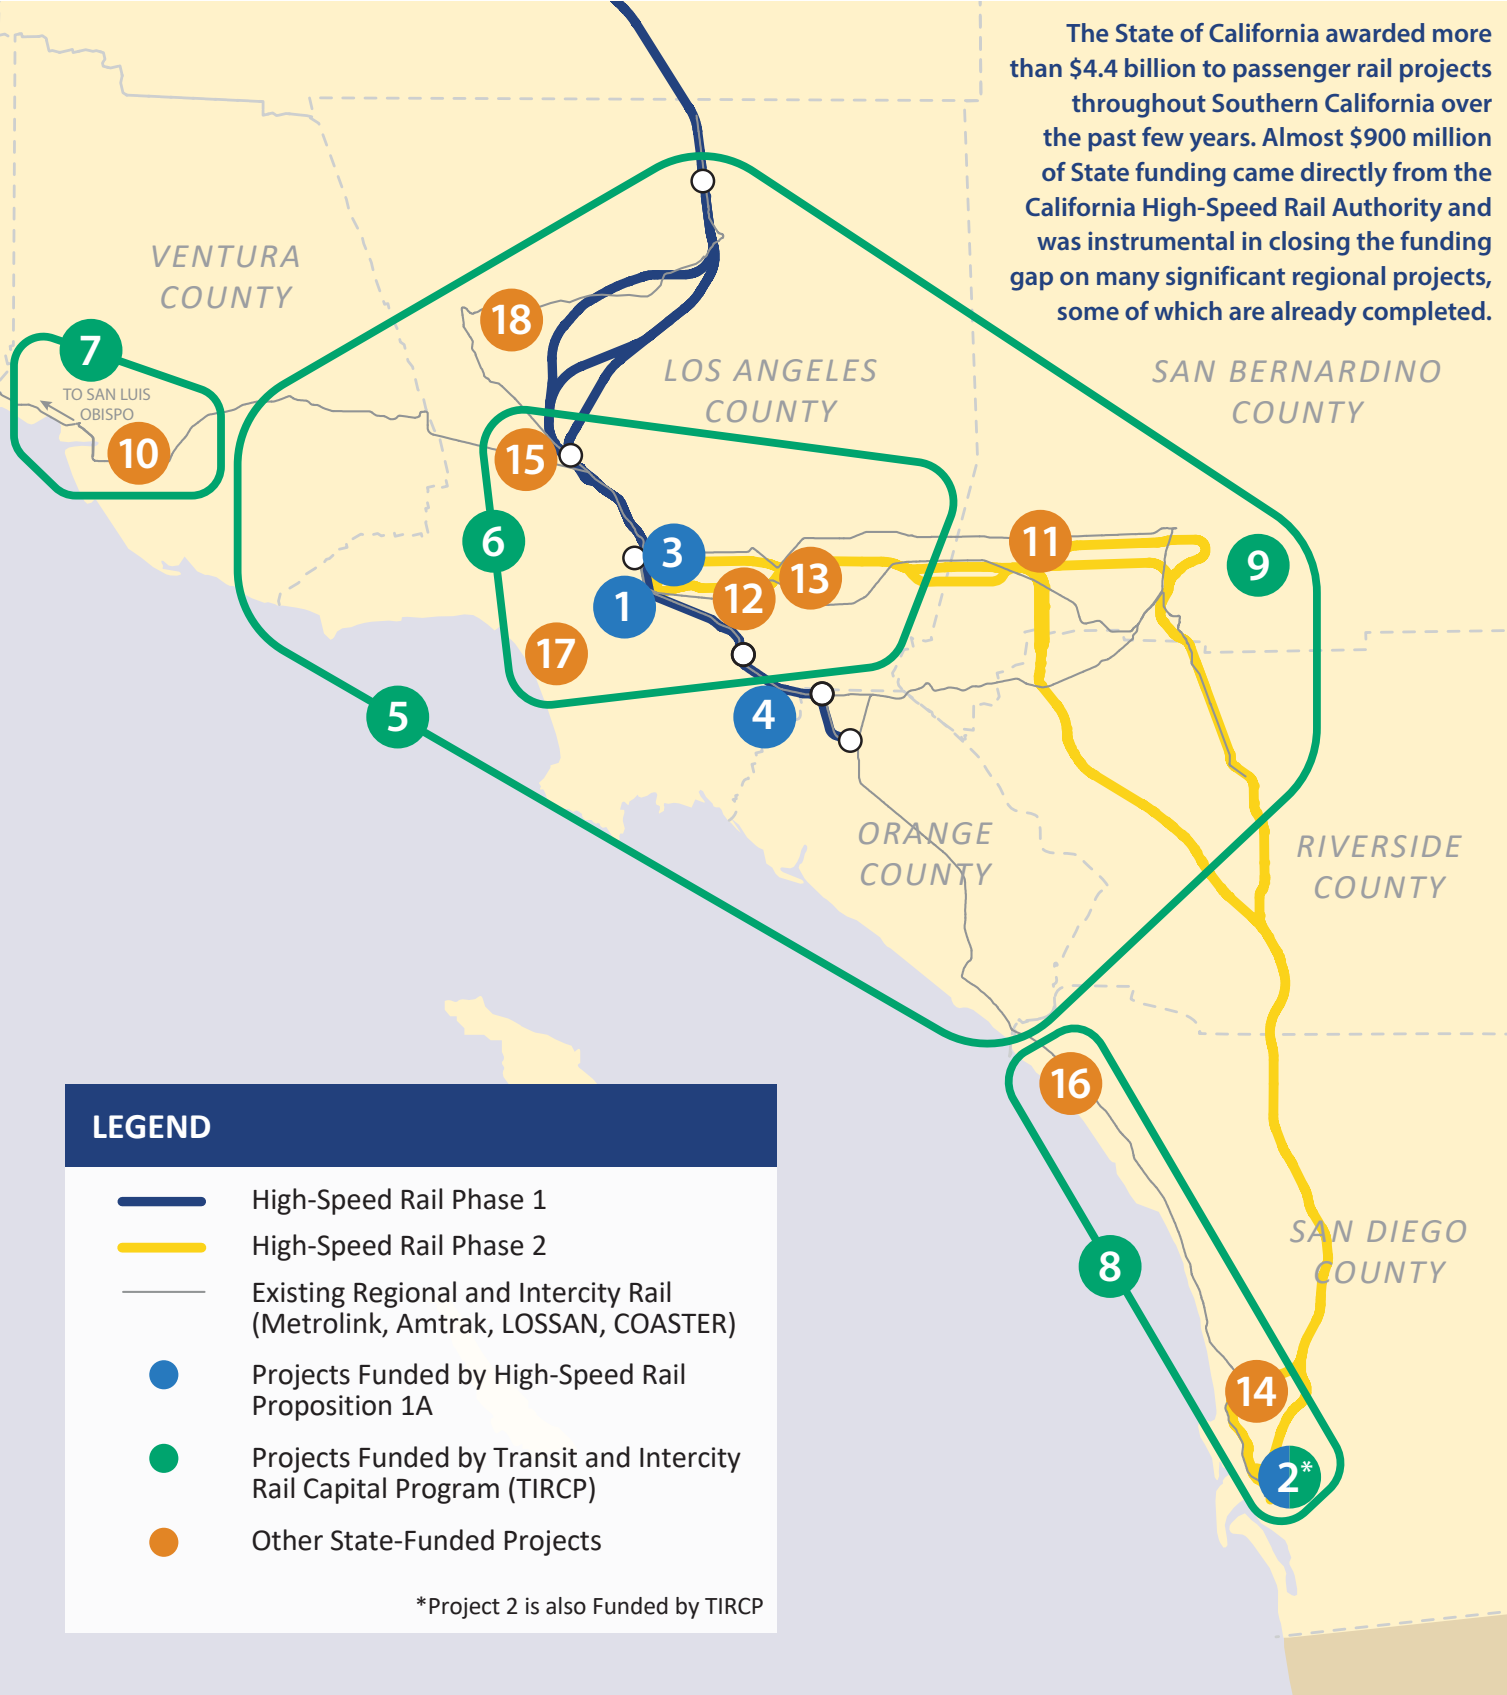 The State of California awarded more
than $4.4 billion to passenger rail projects
throughout Southern California over
the past few years. Almost $900 million
of State funding came directly from the
California High-Speed Rail Authority and
was instrumental in closing the funding
gap on many significant regional projects,
some of which are already completed.
VENTURA
COUNTY
18
7
TO SAN LUIS
OBISPO
10
LOS ANGELES
COUNTY
SAN BERNARDINO
COUNTY
15
6
3
11
9
13
12
1
17
5
4
ORANGE
COUNTY
RIVERSIDE
COUNTY
16
8
SAN DIEGO
COUNTY
14
2*
LEGEND
High-Speed Rail Phase 1
High-Speed Rail Phase 2
Existing Regional and Intercity Rail
(Metrolink, Amtrak, LOSSAN, COASTER)
Projects Funded by High-Speed Rail
Proposition 1A
Projects Funded by Transit and Intercity
Rail Capital Program (TIRCP)
Other State-Funded Projects
*Project 2 is also Funded by TIRCP